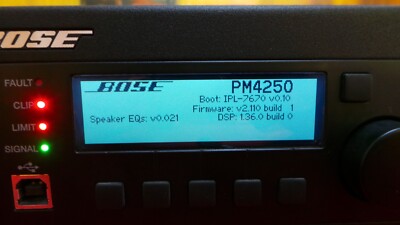 BOSE
FAULT
CLIP
LIMIT
SIGNAL
BOSE PM4250
Boot: IPL-7670 v0.10
Firmware: v2.110 build 1
Speaker EQs: v0.021 DSP: 1.36.0 build 0